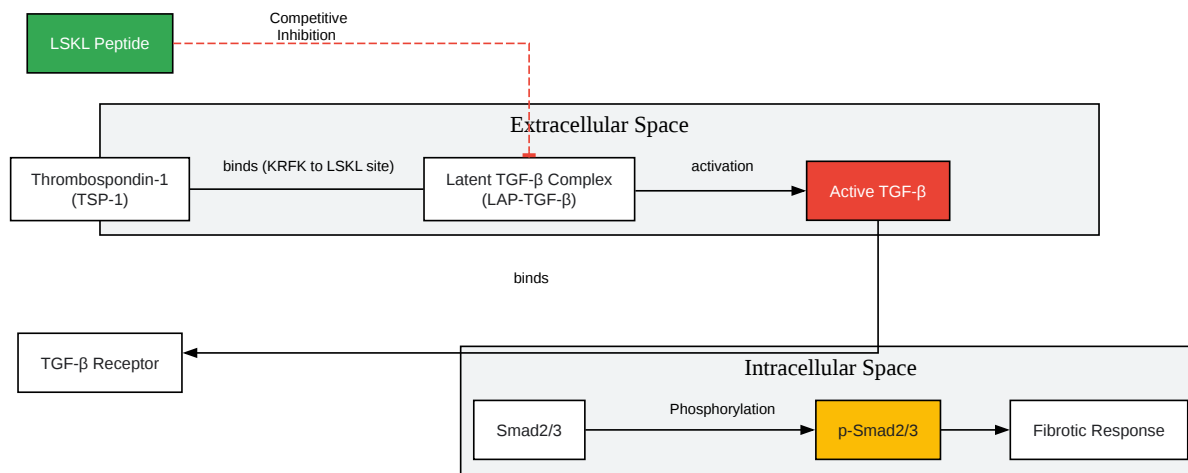 Competitive
Inhibition
LSKL Peptide
Extracellular Space
Thrombospondin-1
(TSP-1)
binds (KRFK to LSKL site)
Latent TGF-β Complex
(LAP-TGF-β)
activation
Active TGF-β
binds
TGF-β Receptor
Intracellular Space
Smad2/3
Phosphorylation
p-Smad2/3
Fibrotic Response